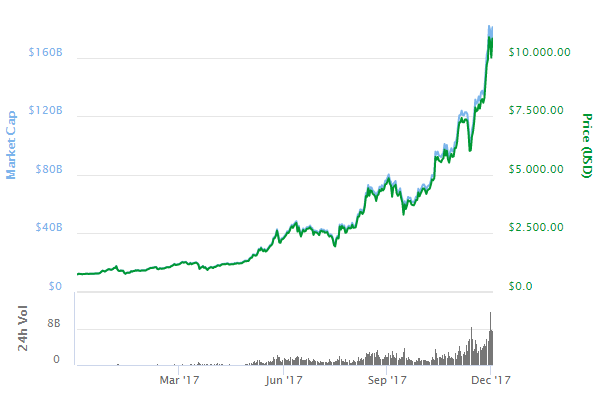 $160B
$10,000.00
$120B
$7,500.00
Market Cap
Price (USD)
$80B
$5,000.00
$40B
$2,500.00
$0
$0.0
24h Vol
8B
0
Mar '17
Jun '17
Sep '17
Dec '17